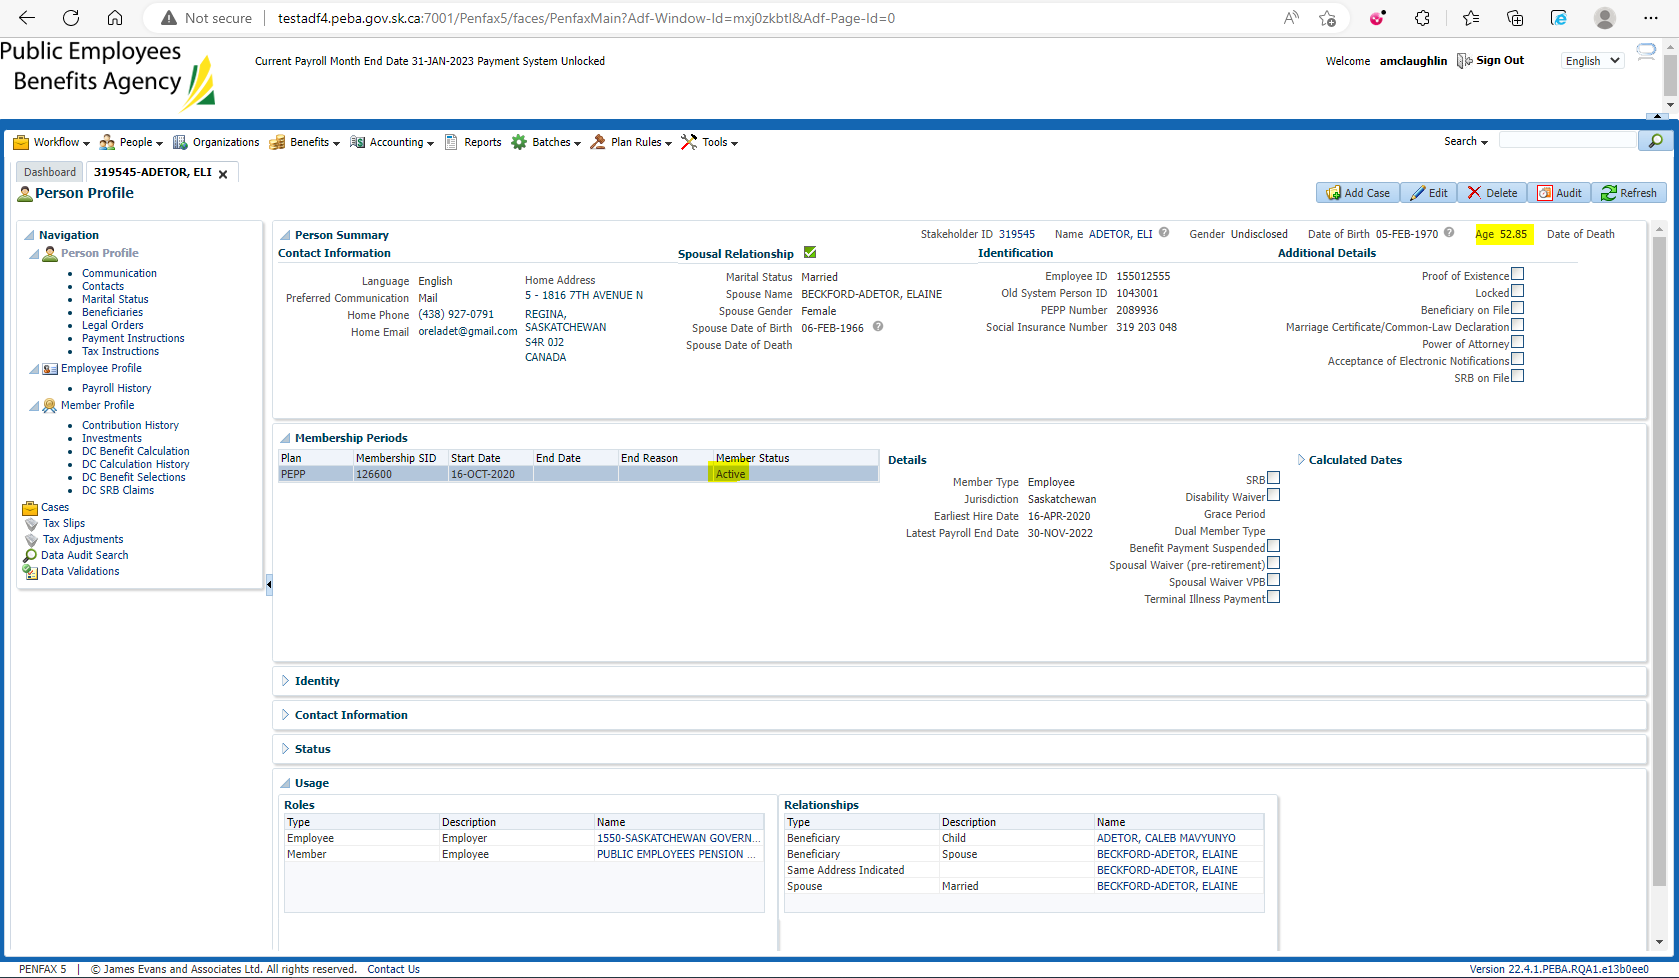 Not secure | testadf4.peba.gov.sk.ca:7001/Penfax5/faces/PenfaxMain?Adf-Window-Id=mxj0zkbtl&Adf-Page-Id=0
Public Employees
Benefits Agency
Current Payroll Month End Date 31-JAN-2023 Payment System Unlocked
Welcome amclaughlin Sign Out English
Workflow People Organizations Benefits Accounting Reports Batches Plan Rules Tools Search
Dashboard 319545-ADETOR, ELI
Person Profile
Add Case Edit Delete Audit Refresh
Navigation
Person Profile
Communication
Contacts
Marital Status
Beneficiaries
Legal Orders
Payment Instructions
Tax Instructions
Employee Profile
Payroll History
Member Profile
Contribution History
Investments
DC Benefit Calculation
DC Calculation History
DC Benefit Selections
DC SRB Claims
Cases
Tax Slips
Tax Adjustments
Data Audit Search
Data Validations
Person Summary
Stakeholder ID 319545 Name ADETOR, ELI Gender Undisclosed Date of Birth 05-FEB-1970 Age 52.85 Date of Death
Contact Information
Language English
Preferred Communication Mail
Home Phone (438) 927-0791
Home Email oreladet@gmail.com
Home Address
5 - 1816 7TH AVENUE N
REGINA,
SASKATCHEWAN
S4R 0J2
CANADA
Spousal Relationship
Marital Status Married
Spouse Name BECKFORD-ADETOR, ELAINE
Spouse Gender Female
Spouse Date of Birth 06-FEB-1966
Spouse Date of Death
Identification
Employee ID 155012555
Old System Person ID 1043001
PEPP Number 2089936
Social Insurance Number 319 203 048
Additional Details
Proof of Existence
Locked
Beneficiary on File
Marriage Certificate/Common-Law Declaration
Power of Attorney
Acceptance of Electronic Notifications
SRB on File
Membership Periods
Plan Membership SID Start Date End Date End Reason Member Status
PEPP 126600 16-OCT-2020 Active
Details
Member Type Employee
Jurisdiction Saskatchewan
Earliest Hire Date 16-APR-2020
Latest Payroll End Date 30-NOV-2022
SRB
Disability Waiver
Grace Period
Dual Member Type
Benefit Payment Suspended
Spousal Waiver (pre-retirement)
Spousal Waiver VPB
Terminal Illness Payment
Calculated Dates
Identity
Contact Information
Status
Usage
Roles
Type Description Name
Employee Employer 1550-SASKATCHEWAN GOVERN...
Member Employee PUBLIC EMPLOYEES PENSION ...
Relationships
Type Description Name
Beneficiary Child ADETOR, CALEB MAVYUNYO
Beneficiary Spouse BECKFORD-ADETOR, ELAINE
Same Address Indicated BECKFORD-ADETOR, ELAINE
Spouse Married BECKFORD-ADETOR, ELAINE
PENFAX 5 | © James Evans and Associates Ltd. All rights reserved. Contact Us
Version 22.4.1.PEBA.RQA1.e13b0ee0